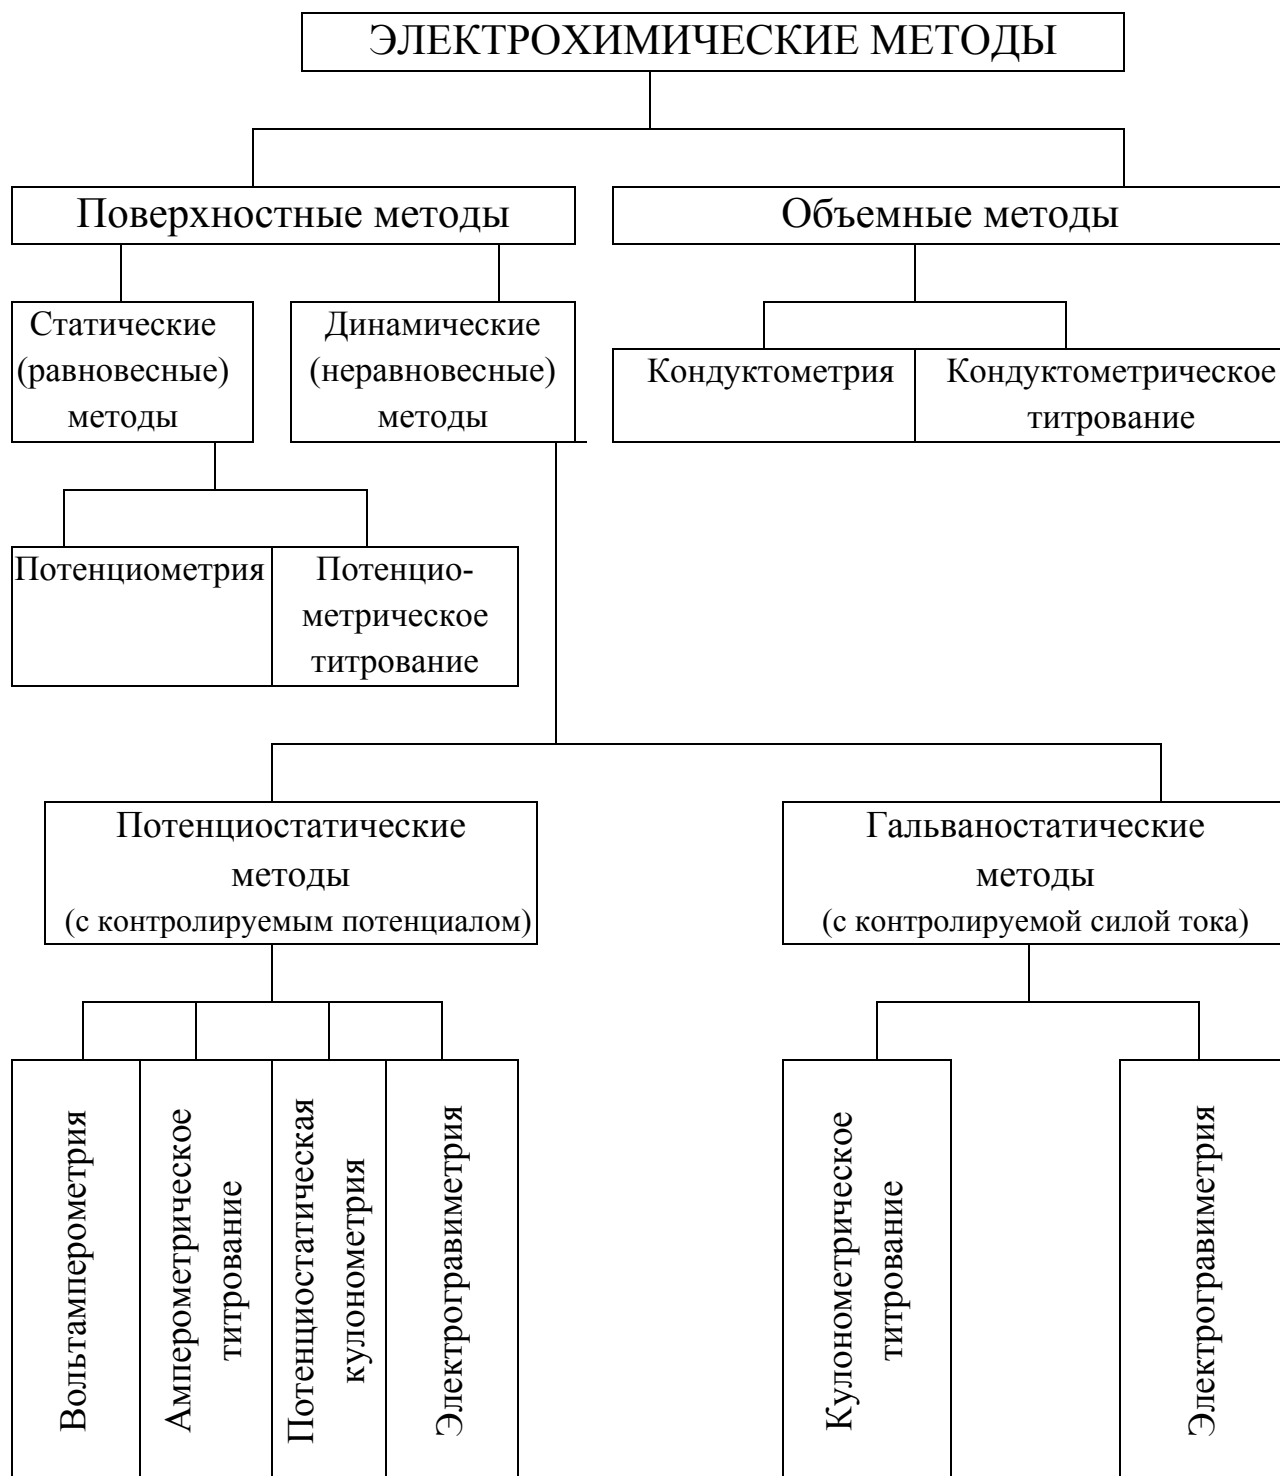 ЭЛЕКТРОХИМИЧЕСКИЕ МЕТОДЫ
Поверхностные методы
Объемные методы
Статические
(равновесные)
методы
Динамические
(неравновесные)
методы
Кондуктометрия
Кондуктометрическое
титрование
Потенциометрия
Потенцио-
метрическое
титрование
Потенциостатические
методы
(с контролируемым потенциалом)
Гальваностатические
методы
(с контролируемой силой тока)
Вольтамперометрия
Амперометрическое
титрование
Потенциостатическая
кулонометрия
Электрогравиметрия
Кулонометрическое
титрование
Электрогравиметрия